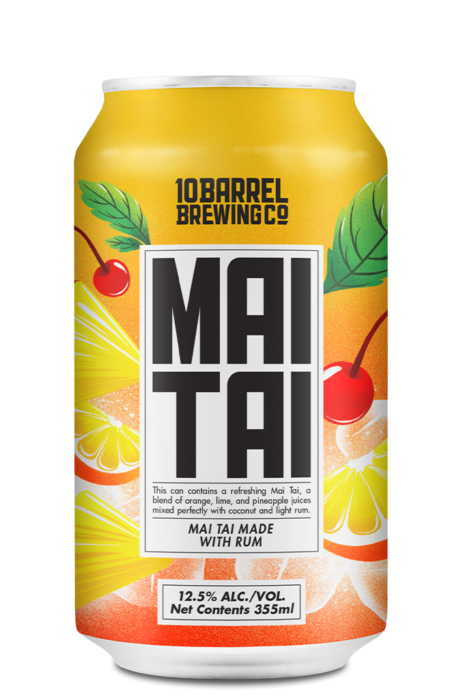 10 BARREL
BREWING CO
MAI
TAI
This can contains a refreshing Mai Tai, a
blend of orange, lime, and pineapple juices
mixed perfectly with coconut and light rum.
MAI TAI MADE
WITH RUM
12.5% ALC./VOL.
Net Contents 355ml